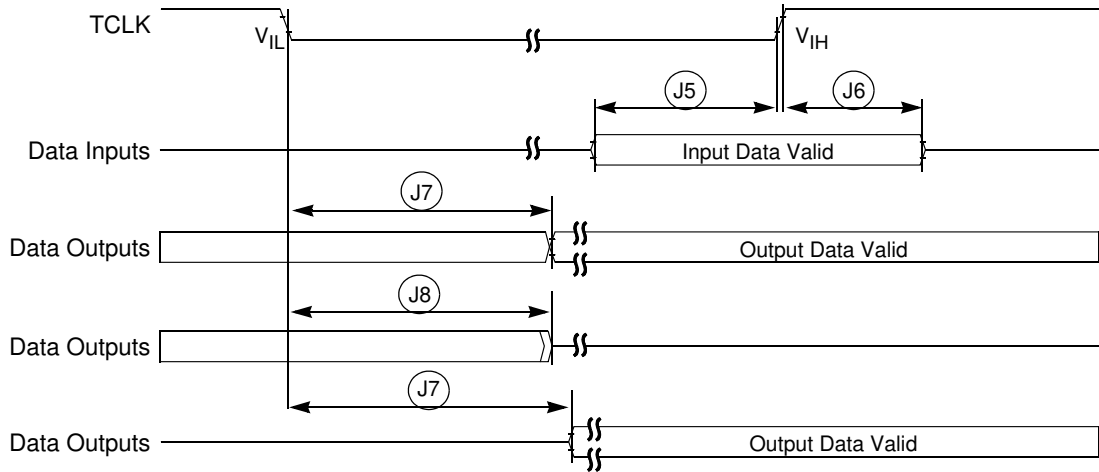 TCLK
VIL
VIH
J5
J6
Data Inputs
Input Data Valid
J7
Data Outputs
Output Data Valid
J8
Data Outputs
J7
Data Outputs
Output Data Valid